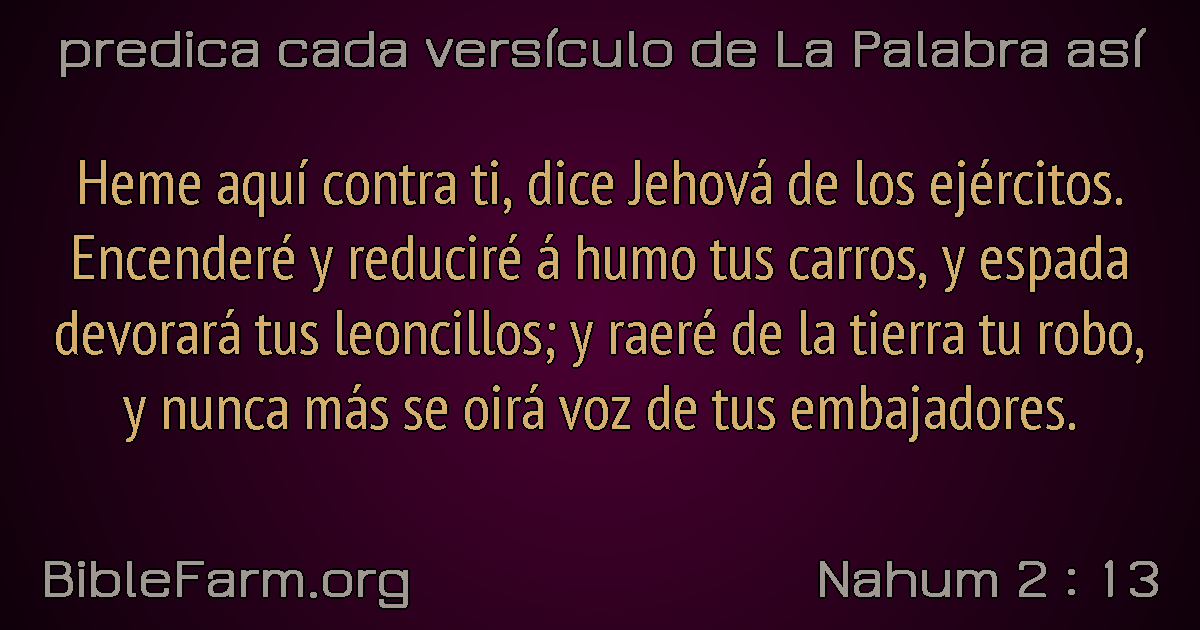 predica cada versículo de La Palabra así
Heme aquí contra ti, dice Jehová de los ejércitos.
Encenderé y reduciré á humo tus carros, y espada
devorará tus leoncillos; y raeré de la tierra tu robo,
y nunca más se oirá voz de tus embajadores.
BibleFarm.org
Nahum 2 : 13